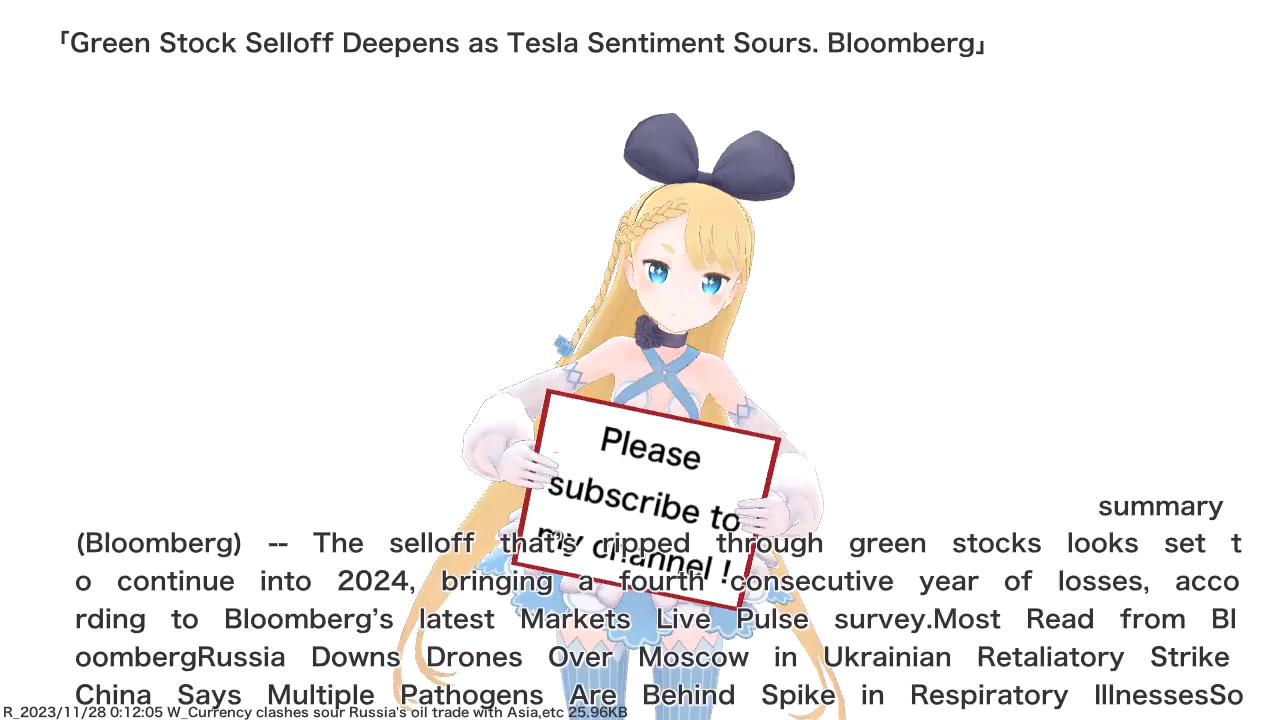 「Green Stock Selloff Deepens as Tesla Sentiment Sours. Bloomberg」
Please
subscribe to
my channel !
summary
(Bloomberg) -- The selloff that's ripped through green stocks looks set t
o continue into 2024, bringing a fourth consecutive year of losses, acco
rding to Bloomberg’s latest Markets Live Pulse survey.Most Read from Bl
oombergRussia Downs Drones Over Moscow in Ukrainian Retaliatory Strike
China Says Multiple Pathogens Are Behind Spike in Respiratory IllnessesSo
R_2023/11/28 0:12:05 W_Currency clashes sour Russia's oil trade with Asia,etc 25.96KB